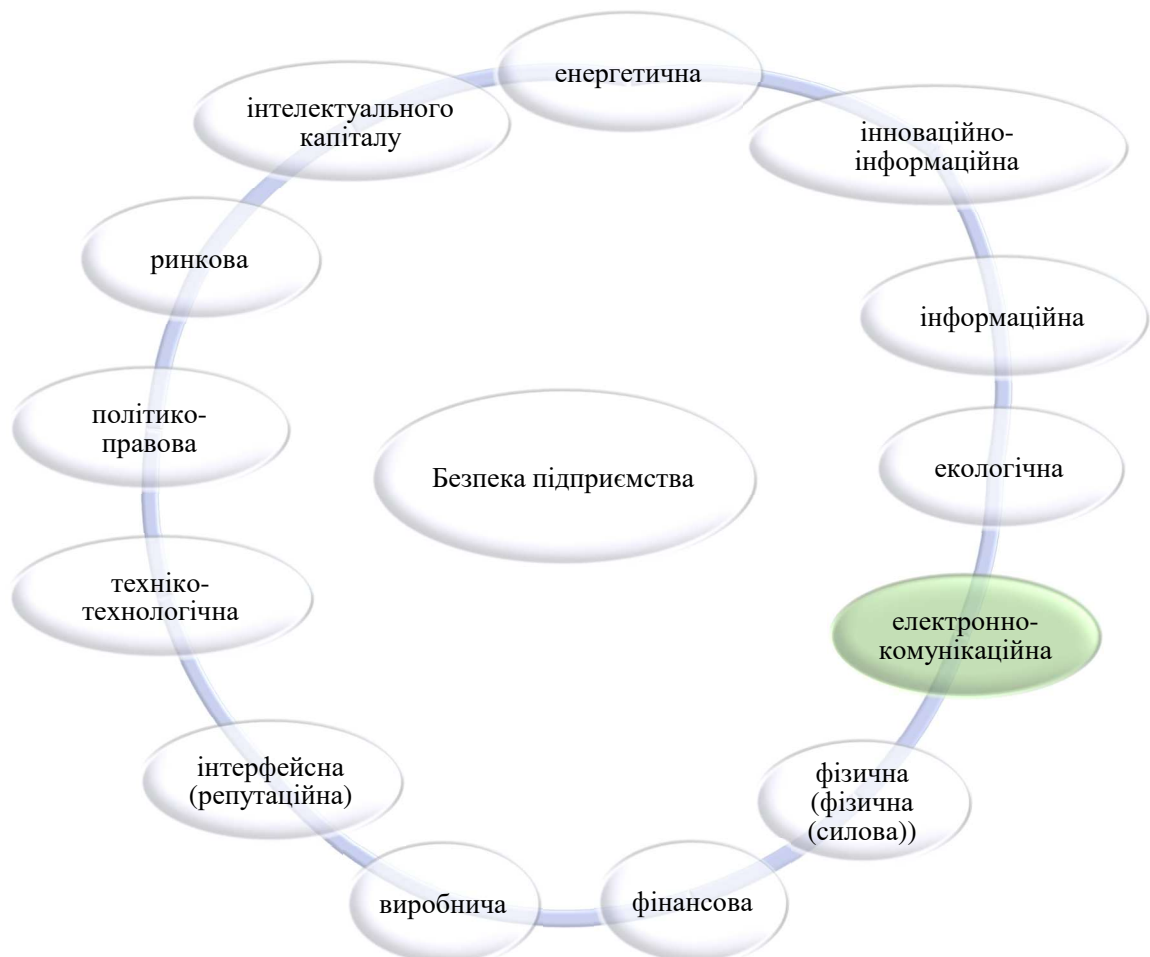 енергетична
інноваційно-
інформаційна
інформаційна
екологічна
електронно-
комунікаційна
фізична
(фізична
(силова))
фінансова
виробнича
інтерфейсна
(репутаційна)
техніко-
технологічна
політико-
правова
ринкова
інтелектуального
капіталу
Безпека підприємства